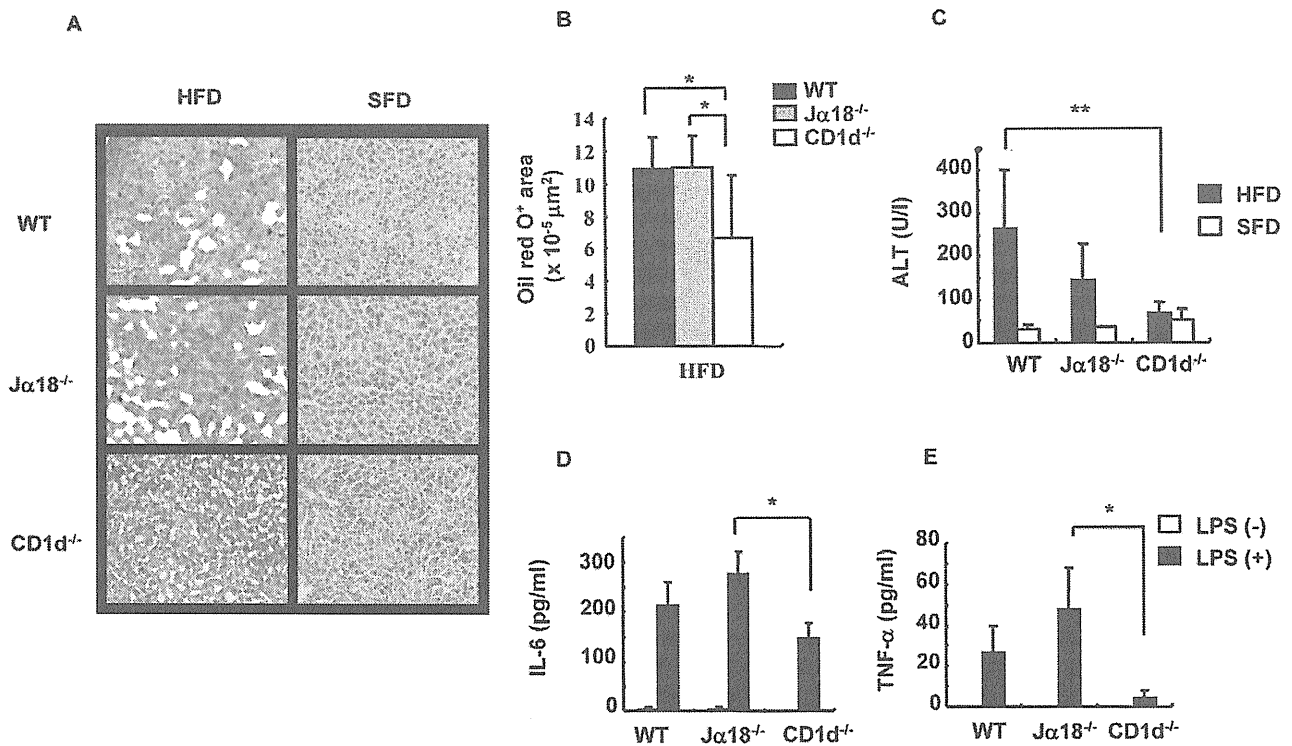 A
HFD SFD
WT
Jα18-/-
CD1d-/-
B
*
*
WT
Jα18-/-
CD1d-/-
Oil red O+ area
(x 10-5 μm2)
14
12
10
8
6
4
2
0
HFD
C
**
HFD
SFD
ALT (U/l)
400
300
200
100
0
WT Jα18-/- CD1d-/-
D
*
IL-6 (pg/ml)
300
200
100
0
WT Jα18-/- CD1d-/-
E
*
LPS (-)
LPS (+)
TNF-α (pg/ml)
80
60
40
20
0
WT Jα18-/- CD1d-/-